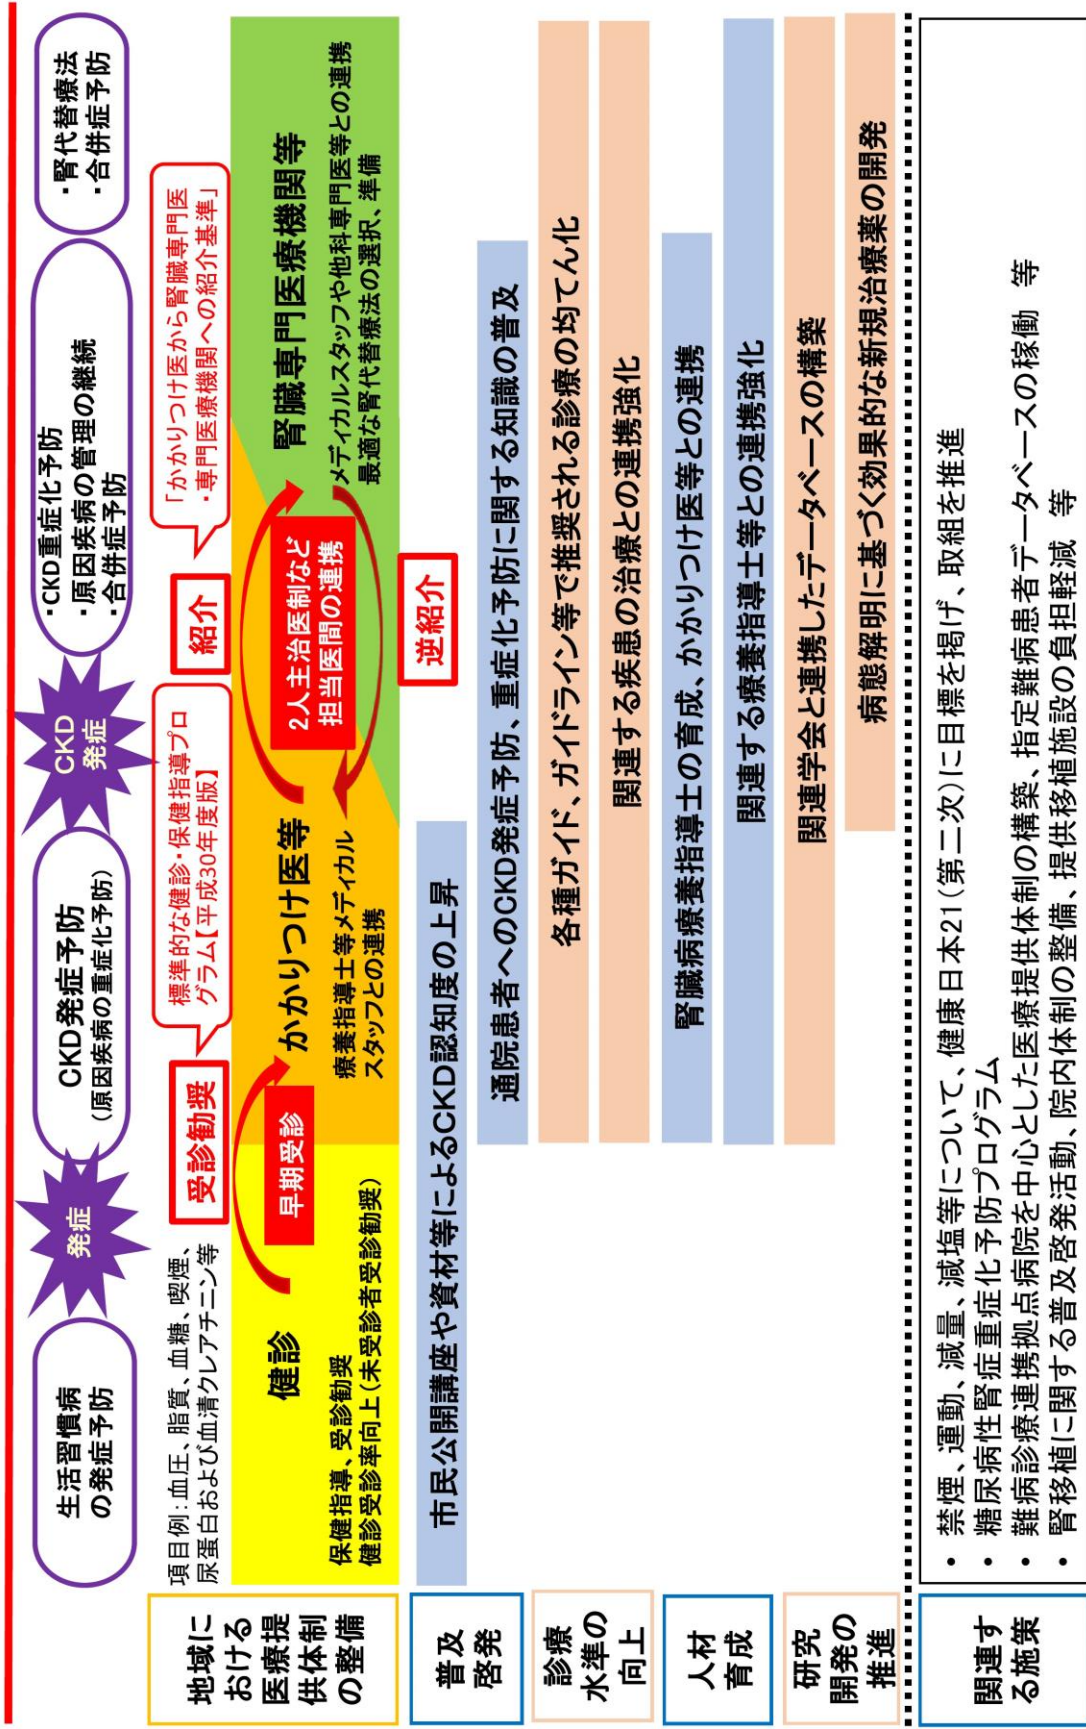 生活習慣病
の発症予防
発症
CKD発症予防
(原因疾病の重症化予防)
CKD
発症
・CKD重症化予防
・原因疾病の管理の継続
・合併症予防
・腎代替療法
・合併症予防
地域に
おける
医療提
供体制
の整備
項目例:血圧、脂質、血糖、喫煙、
尿蛋白および血清クレアチニン等
受診勧奨
標準的な健診・保健指導プロ
グラム【平成30年度版】
紹介
「かかりつけ医から腎臓専門医
・専門医療機関への紹介基準」
健診
保健指導、受診勧奨
健診受診率向上(未受診者受診勧奨)
早期受診
かかりつけ医等
療養指導士等メディカル
スタッフとの連携
2人主治医制など
担当医間の連携
腎臓専門医療機関等
メディカルスタッフや他科専門医等との連携
最適な腎代替療法の選択、準備
逆紹介
普及
啓発
市民公開講座や資材等によるCKD認知度の上昇
通院患者へのCKD発症予防、重症化予防に関する知識の普及
診療
水準の
向上
各種ガイド、ガイドライン等で推奨される診療の均てん化
関連する疾患の治療との連携強化
人材
育成
腎臓病療養指導士の育成、かかりつけ医等との連携
関連する療養指導士等との連携強化
研究
開発の
推進
関連学会と連携したデータベースの構築
病態解明に基づく効果的な新規治療薬の開発
関連す
る施策
・ 禁煙、運動、減量、減塩等について、健康日本21(第二次)に目標を掲げ、取組を推進
・ 糖尿病性腎症重症化予防プログラム
・ 難病診療連携拠点病院を中心とした医療提供体制の構築、指定難病患者データベースの稼働 等
・ 腎移植に関する普及啓発活動、院内体制の整備、提供移植施設の負担軽減 等